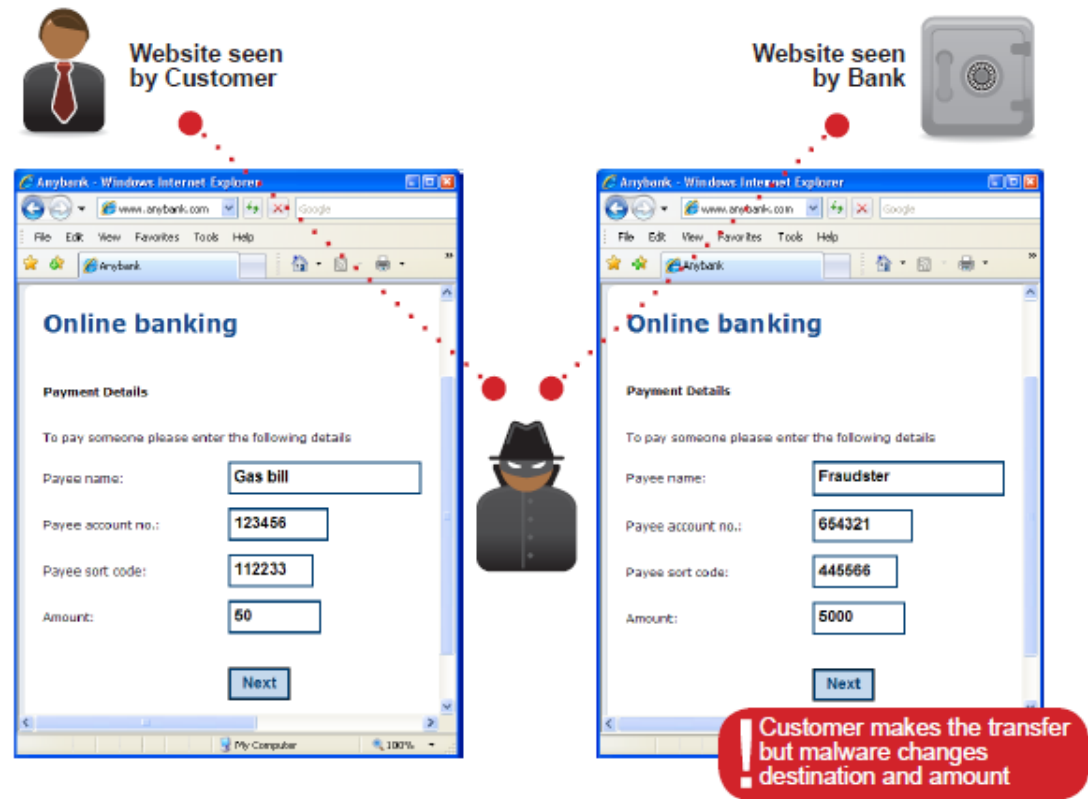 Website seen
by Customer
Website seen
by Bank
Anybank - Windows Internet Explorer
www.anybank.com
Google
File Edit View Favorites Tools Help
Anybank
»
Online banking
Payment Details
To pay someone please enter the following details
Payee name: Gas bill
Payee account no.: 123456
Payee sort code: 112233
Amount: 50
Next
My Computer 100%
Anybank - Windows Internet Explorer
www.anybank.com
Google
File Edit View Favorites Tools Help
Anybank
»
Online banking
Payment Details
To pay someone please enter the following details
Payee name: Fraudster
Payee account no.: 654321
Payee sort code: 445566
Amount: 5000
Next
! Customer makes the transfer
but malware changes
destination and amount